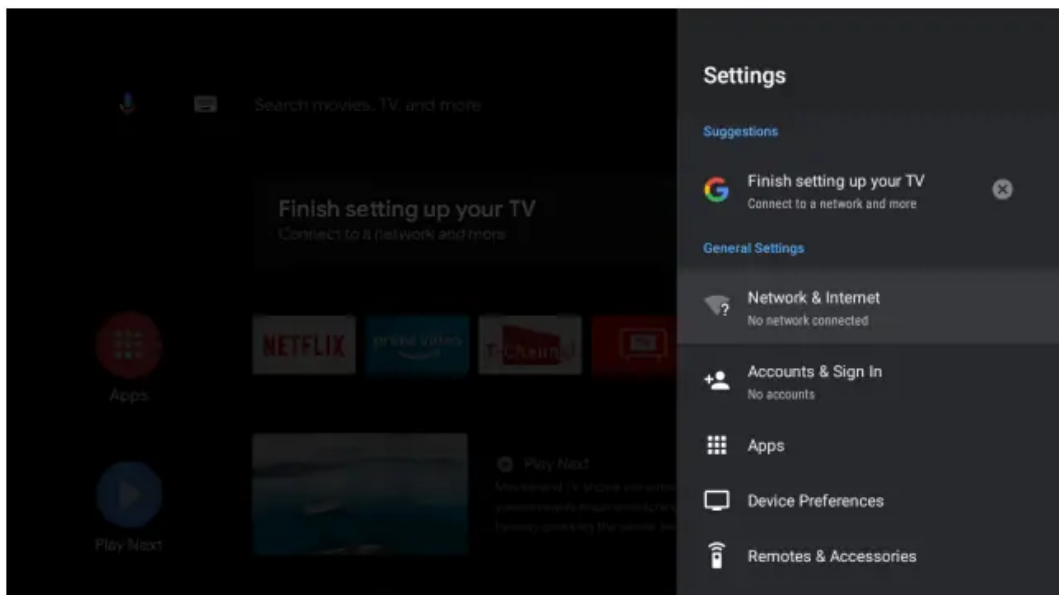 Search movies, TV, and more
Finish setting up your TV
Connect to a network and more
NETFLIX
prime video
T-Channel
Apps
Play Next
Play Next
Settings
Suggestions
Finish setting up your TV
Connect to a network and more
General Settings
Network & Internet
No network connected
Accounts & Sign In
No accounts
Apps
Device Preferences
Remotes & Accessories